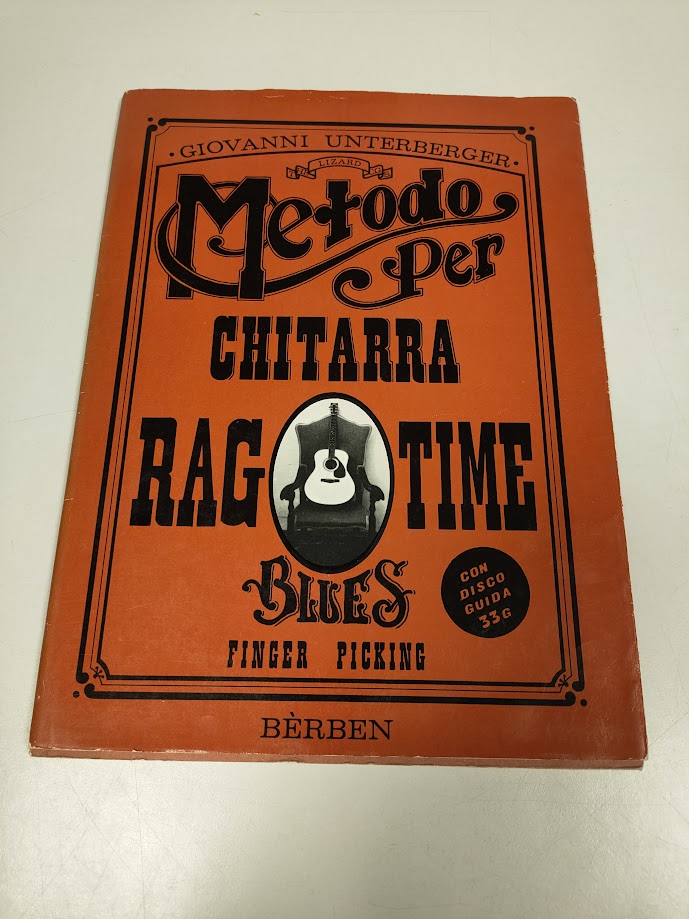 · GIOVANNI UNTERBERGER ·
LIZARD
Metodo
per
CHITARRA
RAG TIME
BLUES
FINGER PICKING
CON
DISCO
GUIDA
33G
BÈRBEN